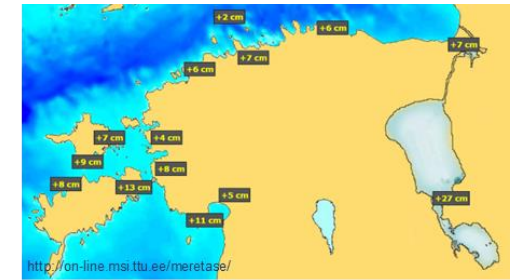 +2 cm
+6 cm
+7 cm
+7 cm
+6 cm
+7 cm
+4 cm
+9 cm
+8 cm
+8 cm
+13 cm
+5 cm
+27 cm
+11 cm
http://on-line.msi.ttu.ee/meretase/